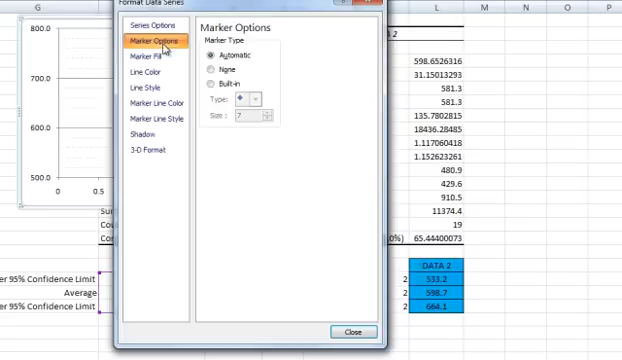 G
L
M
N
O
P
Format Data Series
800.0
700.0
600.0
500.0
0
0.5
Series Options
Marker Options
Marker Fill
Line Color
Line Style
Marker Line Color
Marker Line Style
Shadow
3-D Format
Marker Options
Marker Type
Automatic
None
Built-in
Type:
Size :
7
Close
2
598.6526316
31.15013293
581.3
581.3
135.7802815
18436.28485
1.117060418
1.152623261
480.9
429.6
910.5
11374.4
19
65.44400073
DATA 2
er 95% Confidence Limit
2
533.2
Average
2
598.7
er 95% Confidence Limit
2
664.1